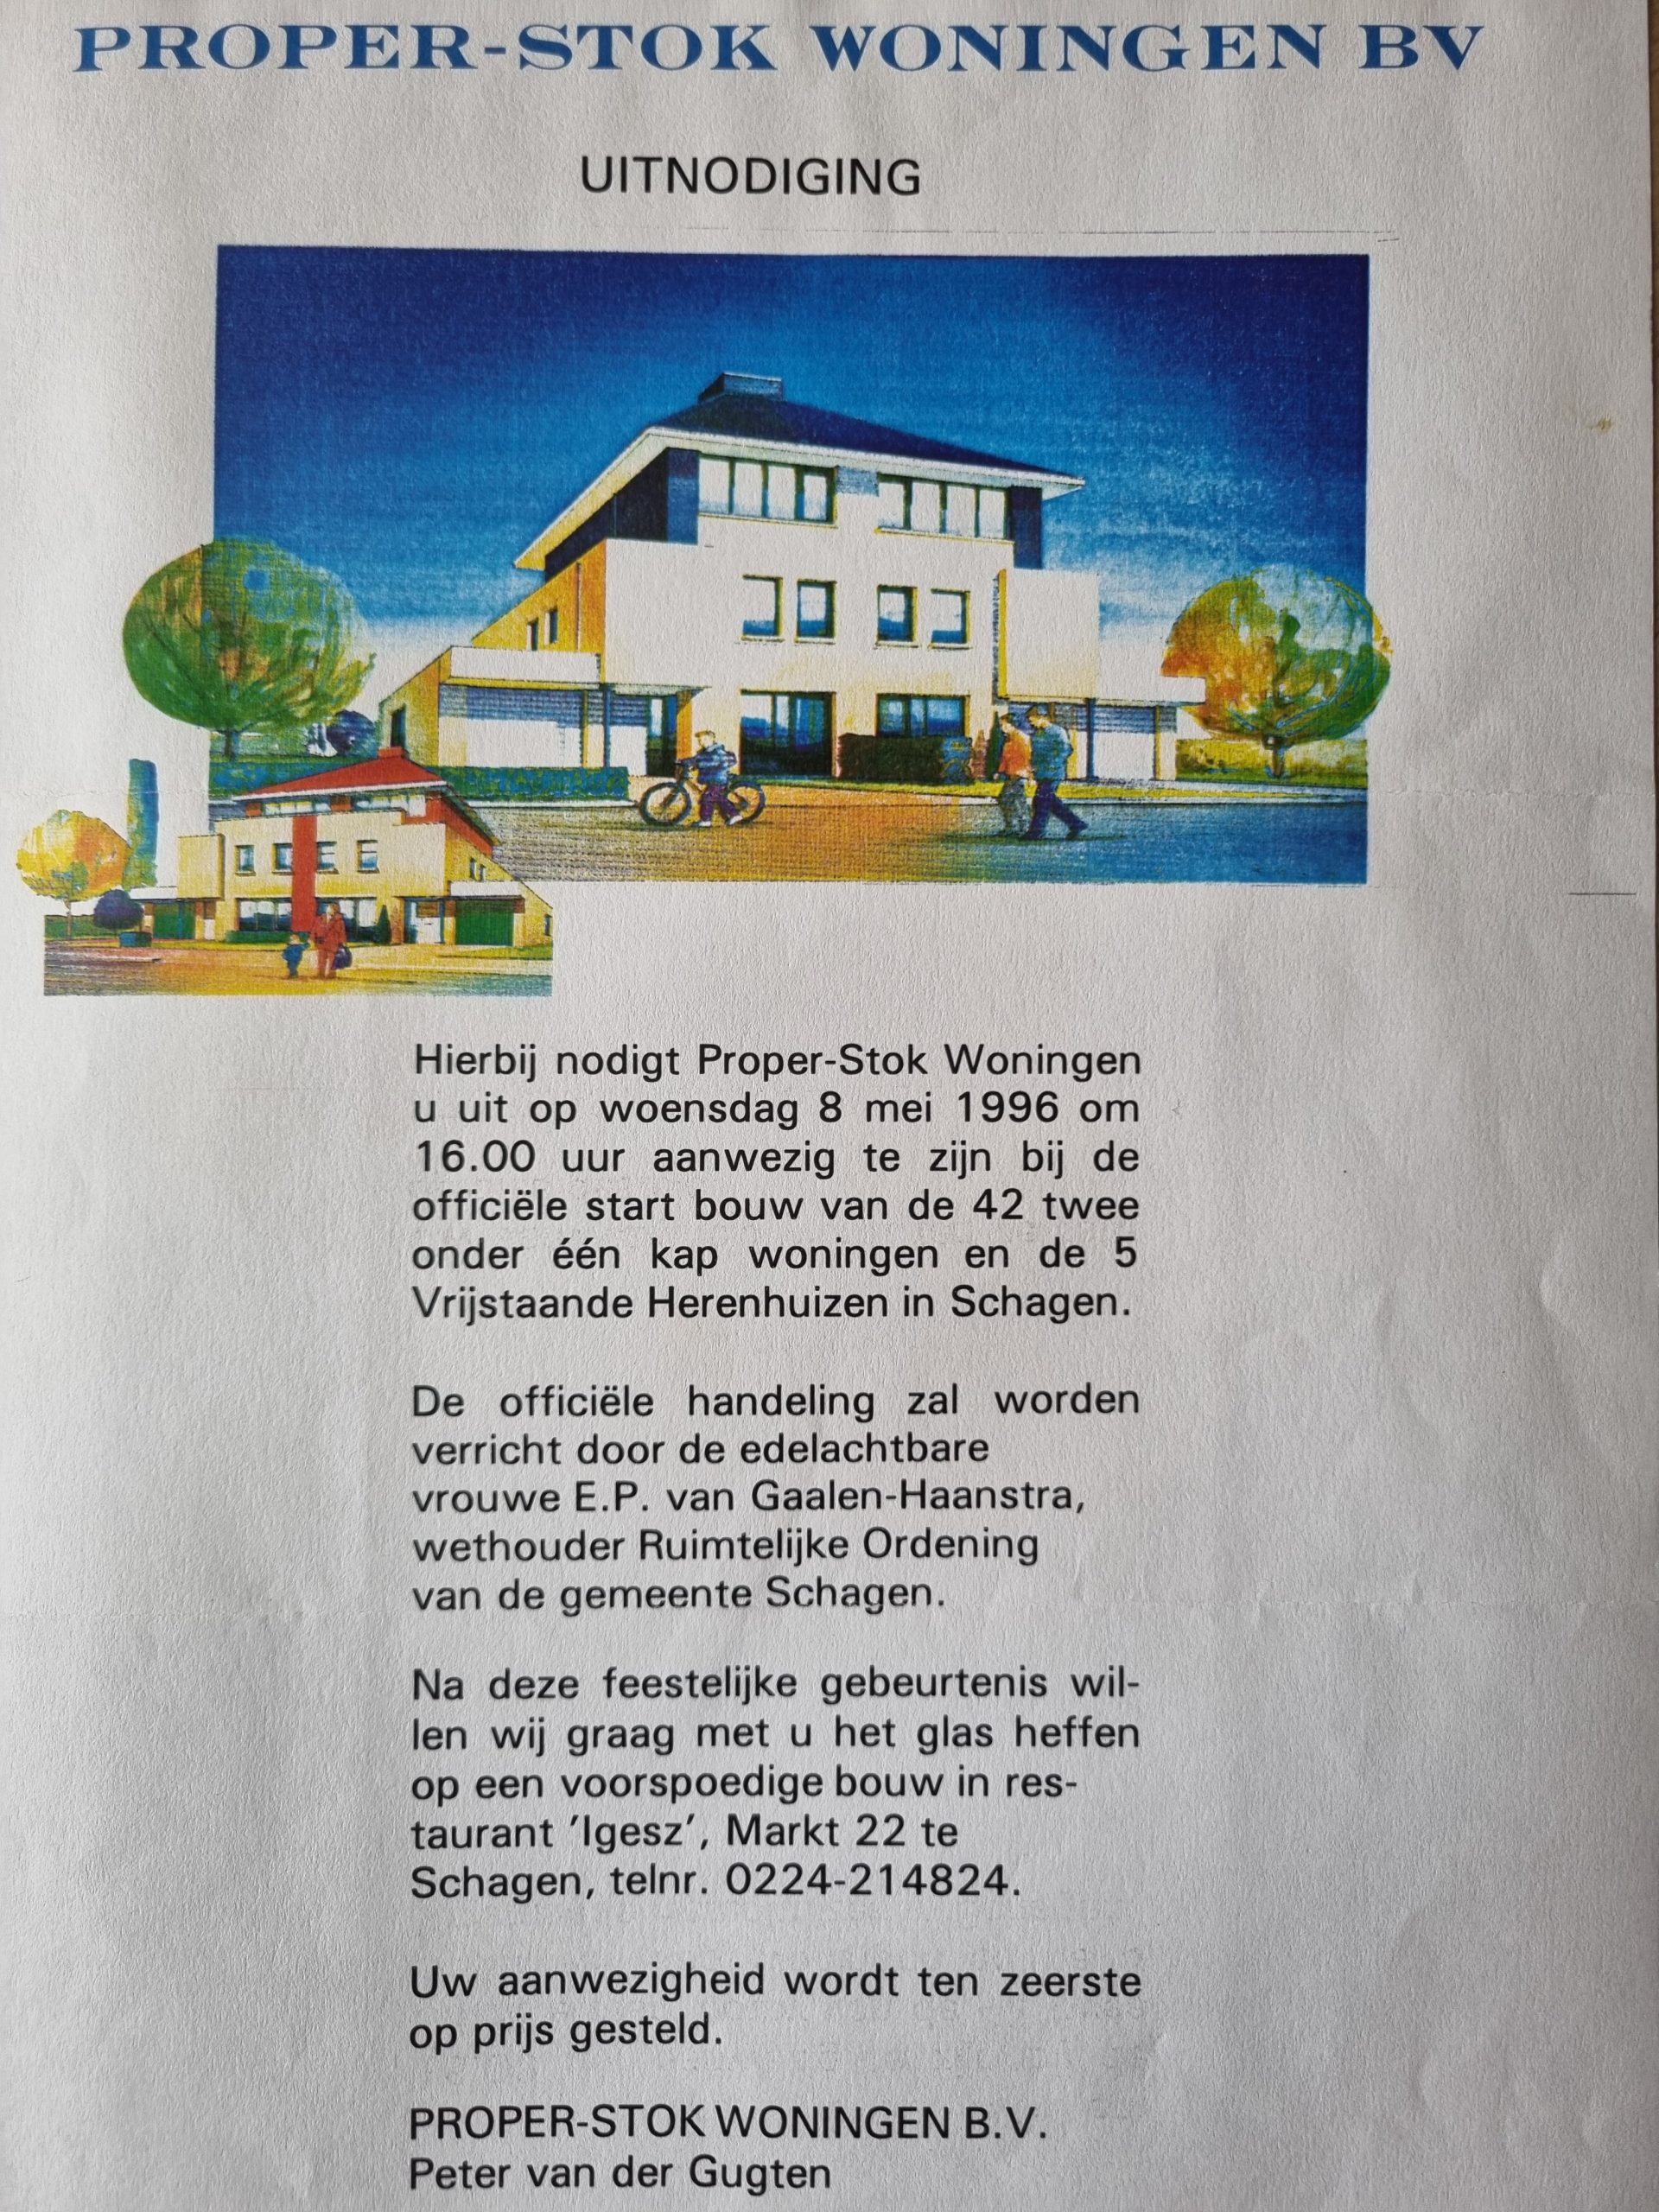 PROPER-STOK WONINGEN BV
UITNODIGING
Hierbij nodigt Proper-Stok Woningen
u uit op woensdag 8 mei 1996 om
16.00 uur aanwezig te zijn bij de
officiële start bouw van de 42 twee
onder één kap woningen en de 5
Vrijstaande Herenhuizen in Schagen.
De officiële handeling zal worden
verricht door de edelachtbare
vrouwe E.P. van Gaalen-Haanstra,
wethouder Ruimtelijke Ordening
van de gemeente Schagen.
Na deze feestelijke gebeurtenis wil-
len wij graag met u het glas heffen
op een voorspoedige bouw in res-
taurant 'Igesz', Markt 22 te
Schagen, telnr. 0224-214824.
Uw aanwezigheid wordt ten zeerste
op prijs gesteld.
PROPER-STOK WONINGEN B.V.
Peter van der Gugten